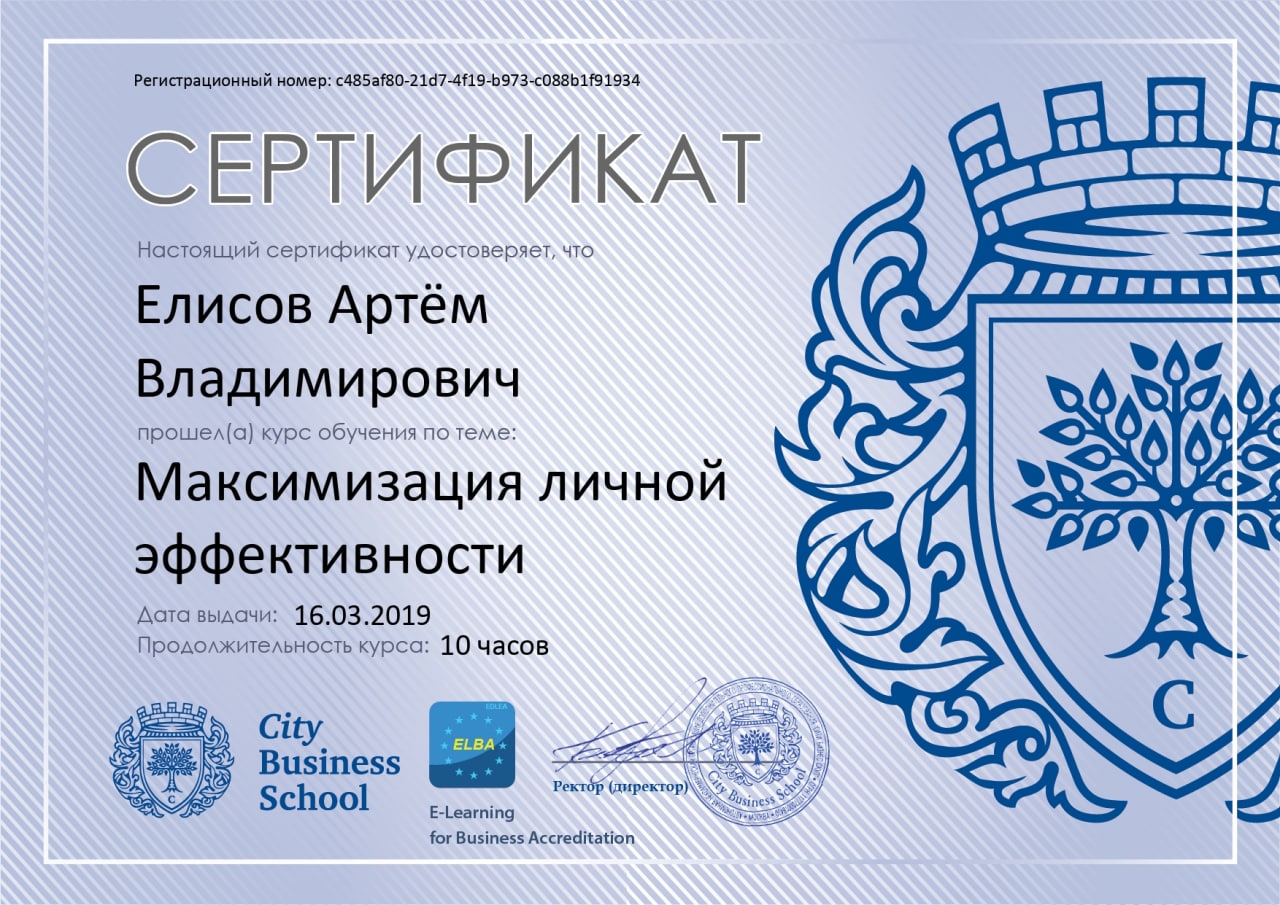 Регистрационный номер: c485af80-21d7-4f19-b973-c088b1f91934
СЕРТИФИКАТ
Настоящий сертификат удостоверяет, что
Елисов Артём
Владимирович
прошел(а) курс обучения по теме:
Максимизация личной
эффективности
Дата выдачи: 16.03.2019
Продолжительность курса: 10 часов
C
C
City
Business
School
EDLEA
ELBA
E-Learning
for Business Accreditation
Ректор (директор)
City Business School